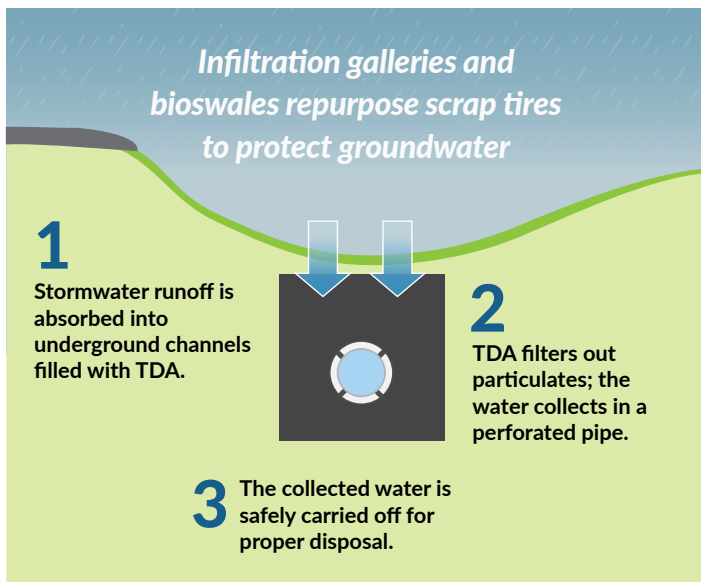 Infiltration galleries and
bioswales repurpose scrap tires
to protect groundwater
1
Stormwater runoff is
absorbed into
underground channels
filled with TDA.
2
TDA filters out
particulates; the
water collects in a
perforated pipe.
3
The collected water is
safely carried off for
proper disposal.